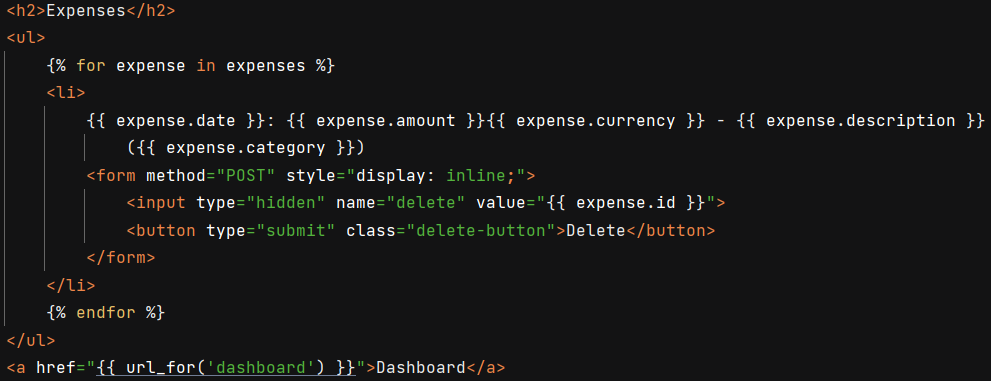 <h2>Expenses</h2>
<ul>
{% for expense in expenses %}
<li>
{{ expense.date }}: {{ expense.amount }}{{ expense.currency }} - {{ expense.description }}
({{ expense.category }})
<form method="POST" style="display: inline;">
<input type="hidden" name="delete" value="{{ expense.id }}">
<button type="submit" class="delete-button">Delete</button>
</form>
</li>
{% endfor %}
</ul>
<a href="{{ url_for('dashboard') }}">Dashboard</a>